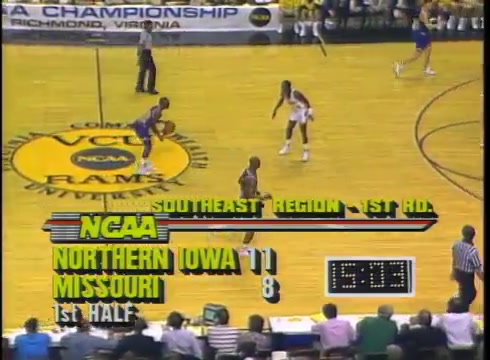 A CHAMPIONSHIP
RICHMOND, VIRGINIA
COMMONWEALTH
VCU
NCAA
RAMS
UNIVERSITY
SOUTHEAST REGION - 1ST RD.
NCAA
NORTHERN IOWA 11
MISSOURI 8
1st HALF
15:03